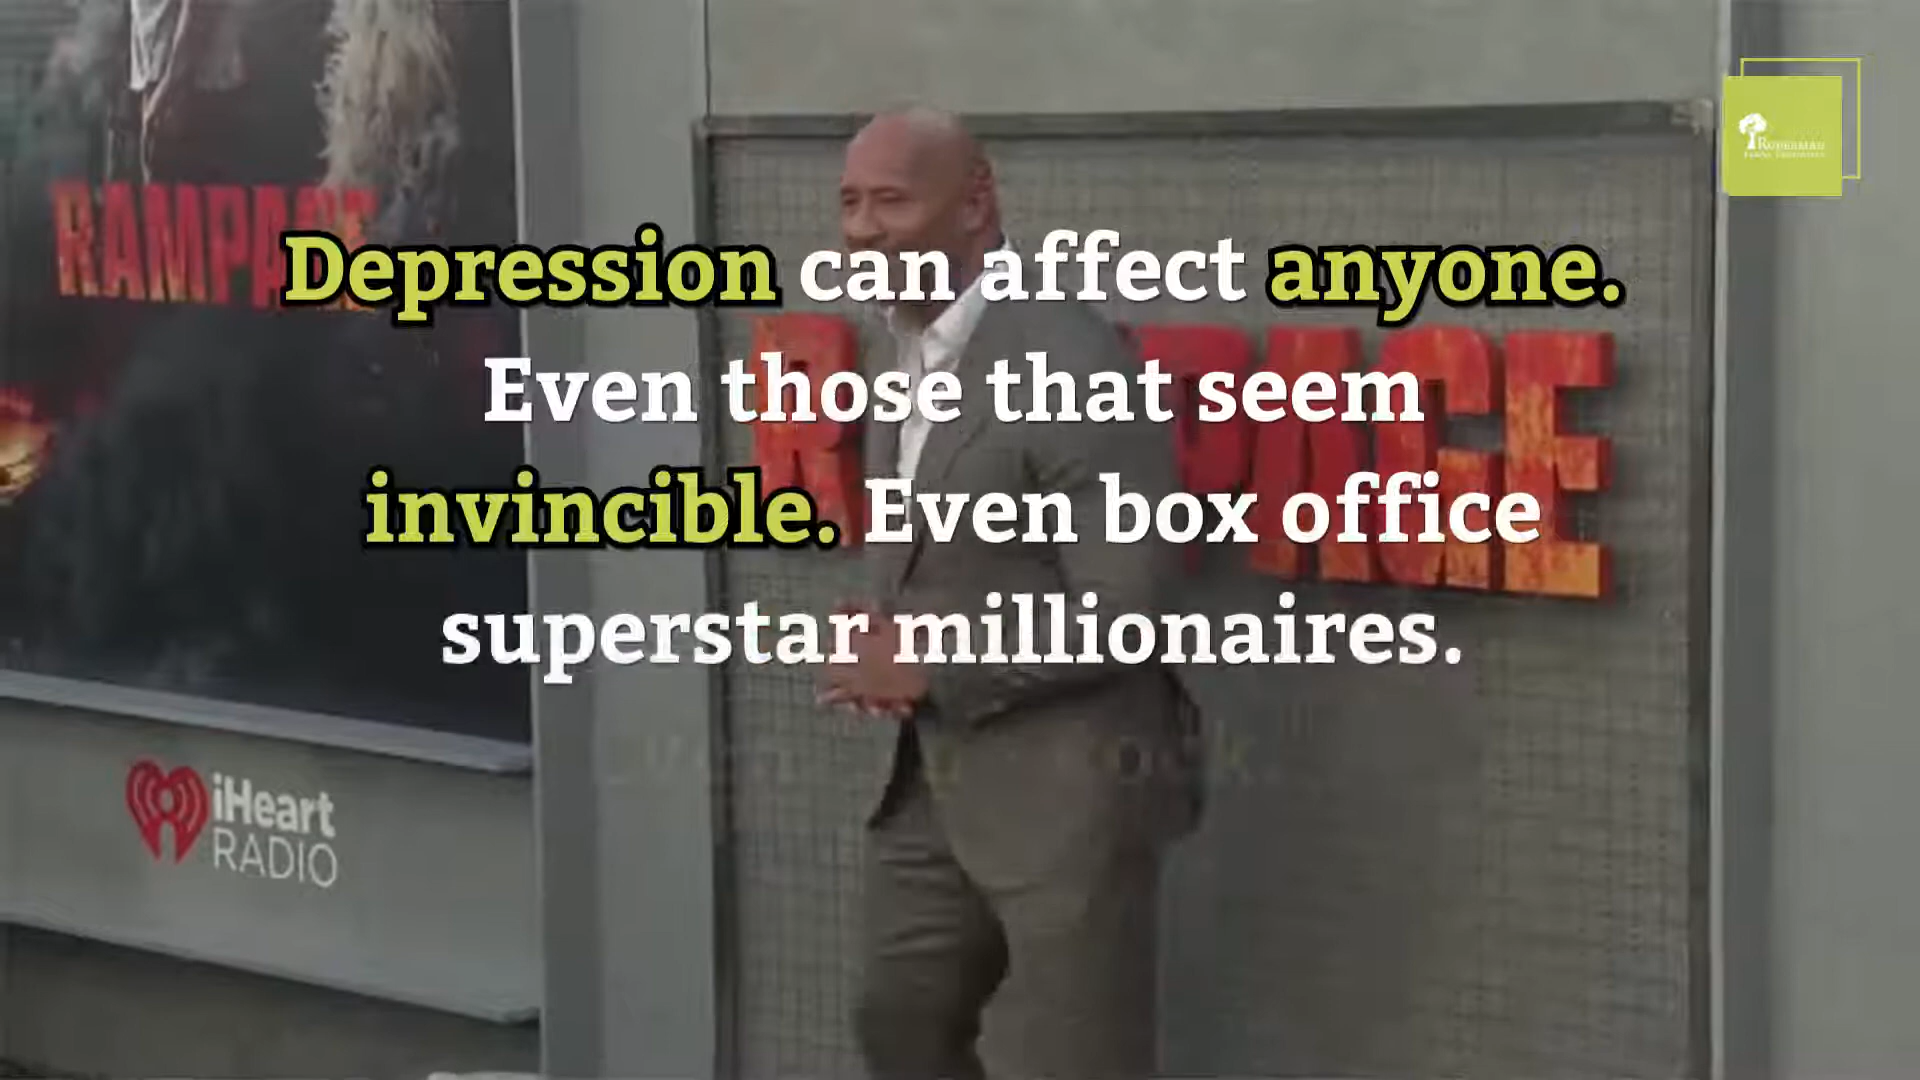 RAMPAGE
Depression can affect anyone.
Even those that seem
invincible. Even box office
superstar millionaires.
iHeart
RADIO